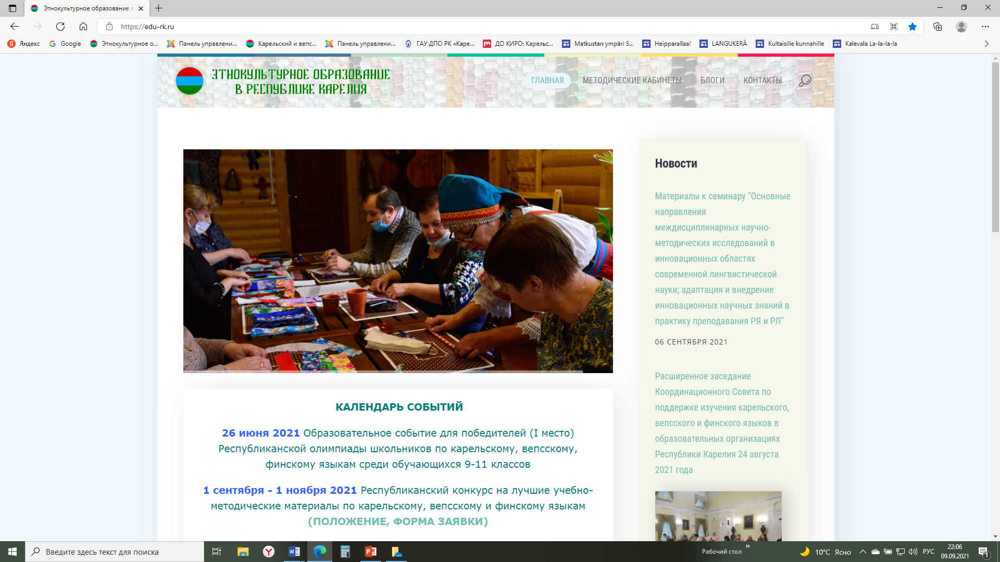 Этнокультурное образование в
https://edu-rk.ru
Яндекс
Google
Этнокультурное о...
Панель управлени...
Карельский и вепс...
Панель управлени...
ГАУ ДПО РК «Каре...
ДО КИРО: Карельс...
Matkustan ympäri S...
Heipparallaa!
LANGUKERÄ
Kultaisille kunnahille
Kalevala La-la-la-la
ЭТНОКУЛЬТУРНОЕ ОБРАЗОВАНИЕ
В РЕСПУБЛИКЕ КАРЕЛИЯ
ГЛАВНАЯ
МЕТОДИЧЕСКИЕ КАБИНЕТЫ
БЛОГИ
КОНТАКТЫ
КАЛЕНДАРЬ СОБЫТИЙ
26 июня 2021 Образовательное событие для победителей (I место)
Республиканской олимпиады школьников по карельскому, вепсскому,
финскому языкам среди обучающихся 9-11 классов
1 сентября - 1 ноября 2021 Республиканский конкурс на лучшие учебно-
методические материалы по карельскому, вепсскому и финскому языкам
(ПОЛОЖЕНИЕ, ФОРМА ЗАЯВКИ)
Новости
Материалы к семинару "Основные
направления
междисциплинарных научно-
методических исследований в
инновационных областях
современной лингвистической
науки; адаптация и внедрение
инновационных научных знаний в
практику преподавания РЯ и РЛ"
06 СЕНТЯБРЯ 2021
Расширенное заседание
Координационного Совета по
поддержке изучения карельского,
вепсского и финского языков в
образовательных организациях
Республики Карелия 24 августа
2021 года
Введите здесь текст для поиска
Рабочий стол
10°C Ясно
РУС
22:06
09.09.2021
1